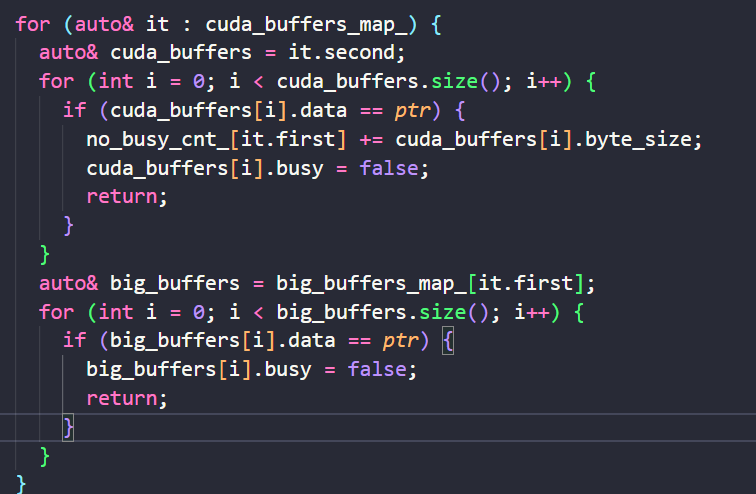 for (auto& it : cuda_buffers_map_) {
  auto& cuda_buffers = it.second;
  for (int i = 0; i < cuda_buffers.size(); i++) {
    if (cuda_buffers[i].data == ptr) {
      no_busy_cnt_[it.first] += cuda_buffers[i].byte_size;
      cuda_buffers[i].busy = false;
      return;
    }
  }
  auto& big_buffers = big_buffers_map_[it.first];
  for (int i = 0; i < big_buffers.size(); i++) {
    if (big_buffers[i].data == ptr) {
      big_buffers[i].busy = false;
      return;
    }
  }
}